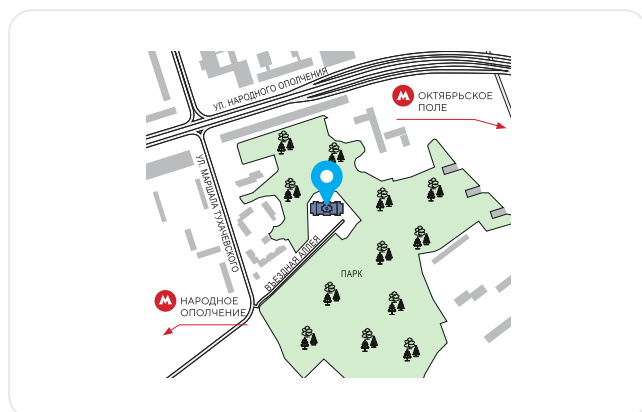 УЛ. НАРОДНОГО ОПОЛЧЕНИЯ
М ОКТЯБРЬСКОЕ
ПОЛЕ
УЛ. МАРШАЛА ТУХАЧЕВСКОГО
ВЪЕЗДНАЯ АЛЛЕЯ
ПАРК
М НАРОДНОЕ
ОПОЛЧЕНИЕ